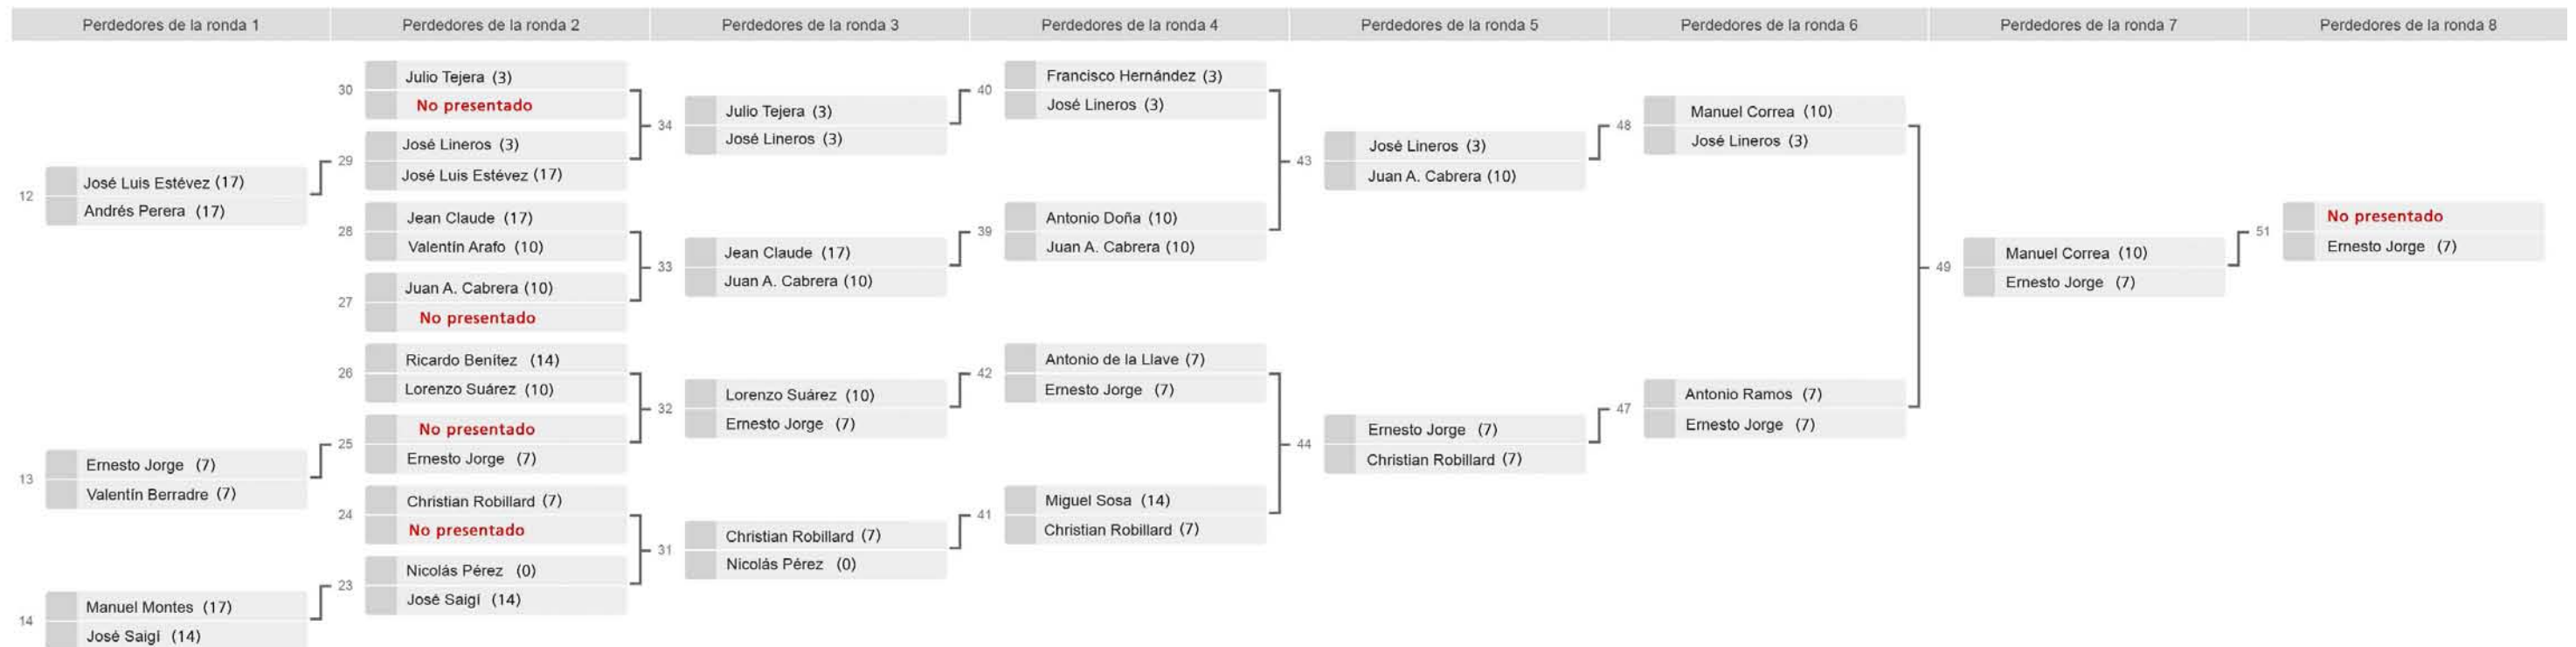 Perdedores de la ronda 1
Perdedores de la ronda 2
Perdedores de la ronda 3
Perdedores de la ronda 4
Perdedores de la ronda 5
Perdedores de la ronda 6
Perdedores de la ronda 7
Perdedores de la ronda 8
12
José Luis Estévez (17)
Andrés Perera (17)
13
Ernesto Jorge (7)
Valentín Berradre (7)
14
Manuel Montes (17)
José Saigí (14)
30
Julio Tejera (3)
No presentado
29
José Lineros (3)
José Luis Estévez (17)
28
Jean Claude (17)
Valentín Arafo (10)
27
Juan A. Cabrera (10)
No presentado
26
Ricardo Benítez (14)
Lorenzo Suárez (10)
25
No presentado
Ernesto Jorge (7)
24
Christian Robillard (7)
No presentado
23
Nicolás Pérez (0)
José Saigí (14)
34
Julio Tejera (3)
José Lineros (3)
33
Jean Claude (17)
Juan A. Cabrera (10)
32
Lorenzo Suárez (10)
Ernesto Jorge (7)
31
Christian Robillard (7)
Nicolás Pérez (0)
40
Francisco Hernández (3)
José Lineros (3)
39
Antonio Doña (10)
Juan A. Cabrera (10)
42
Antonio de la Llave (7)
Ernesto Jorge (7)
41
Miguel Sosa (14)
Christian Robillard (7)
43
José Lineros (3)
Juan A. Cabrera (10)
44
Ernesto Jorge (7)
Christian Robillard (7)
48
Manuel Correa (10)
José Lineros (3)
47
Antonio Ramos (7)
Ernesto Jorge (7)
49
Manuel Correa (10)
Ernesto Jorge (7)
51
No presentado
Ernesto Jorge (7)